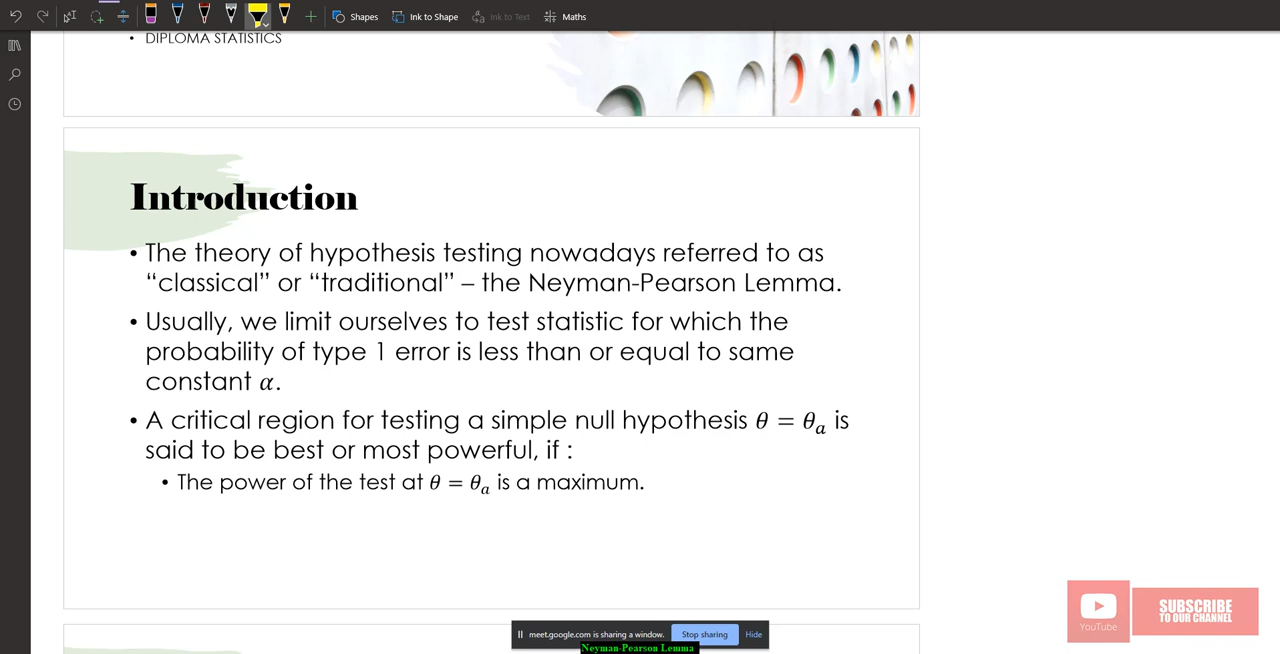 Shapes
Ink to Shape
Ink to Text
Maths
• DIPLOMA STATISTICS
Introduction
• The theory of hypothesis testing nowadays referred to as
“classical” or “traditional” – the Neyman-Pearson Lemma.
• Usually, we limit ourselves to test statistic for which the
probability of type 1 error is less than or equal to same
constant α.
• A critical region for testing a simple null hypothesis θ = θₐ is
said to be best or most powerful, if :
• The power of the test at θ = θₐ is a maximum.
YouTube
SUBSCRIBE
TO OUR CHANNEL
meet.google.com is sharing a window.
Stop sharing
Hide
Neyman-Pearson Lemma